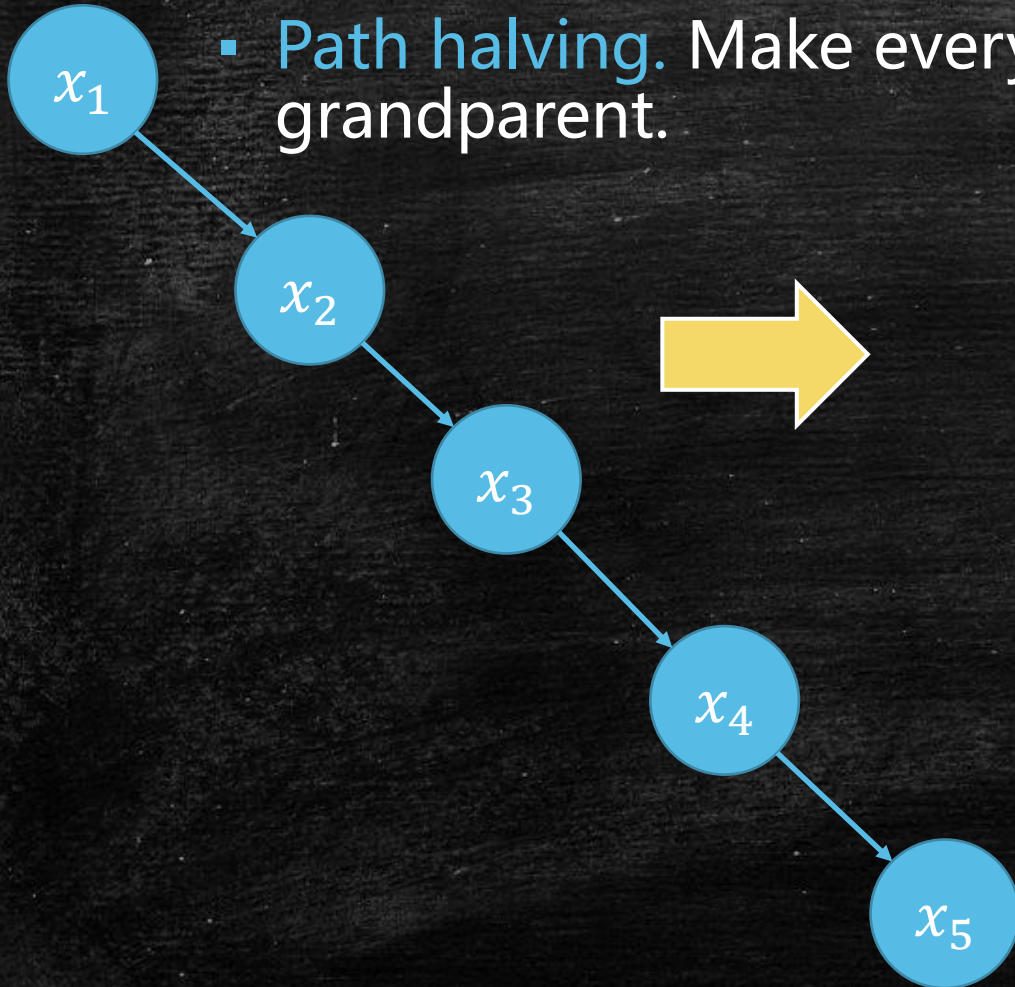 ▪ Path halving. Make every
grandparent.
x₁
x₂
x₃
x₄
x₅